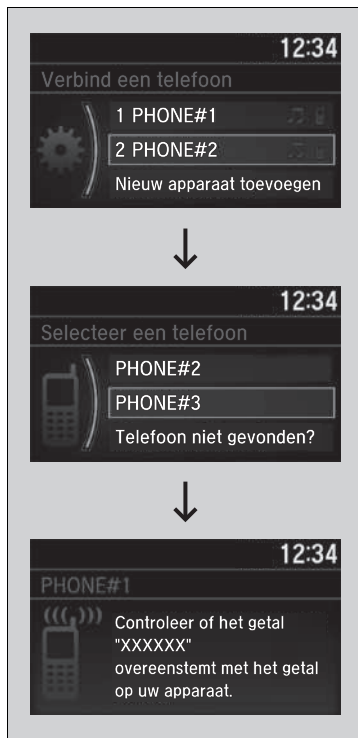 12:34
Verbind een telefoon
1 PHONE#1
2 PHONE#2
Nieuw apparaat toevoegen
12:34
Selecteer een telefoon
PHONE#2
PHONE#3
Telefoon niet gevonden?
12:34
PHONE#1
Controleer of het getal
"XXXXXX"
overeenstemt met het getal
op uw apparaat.